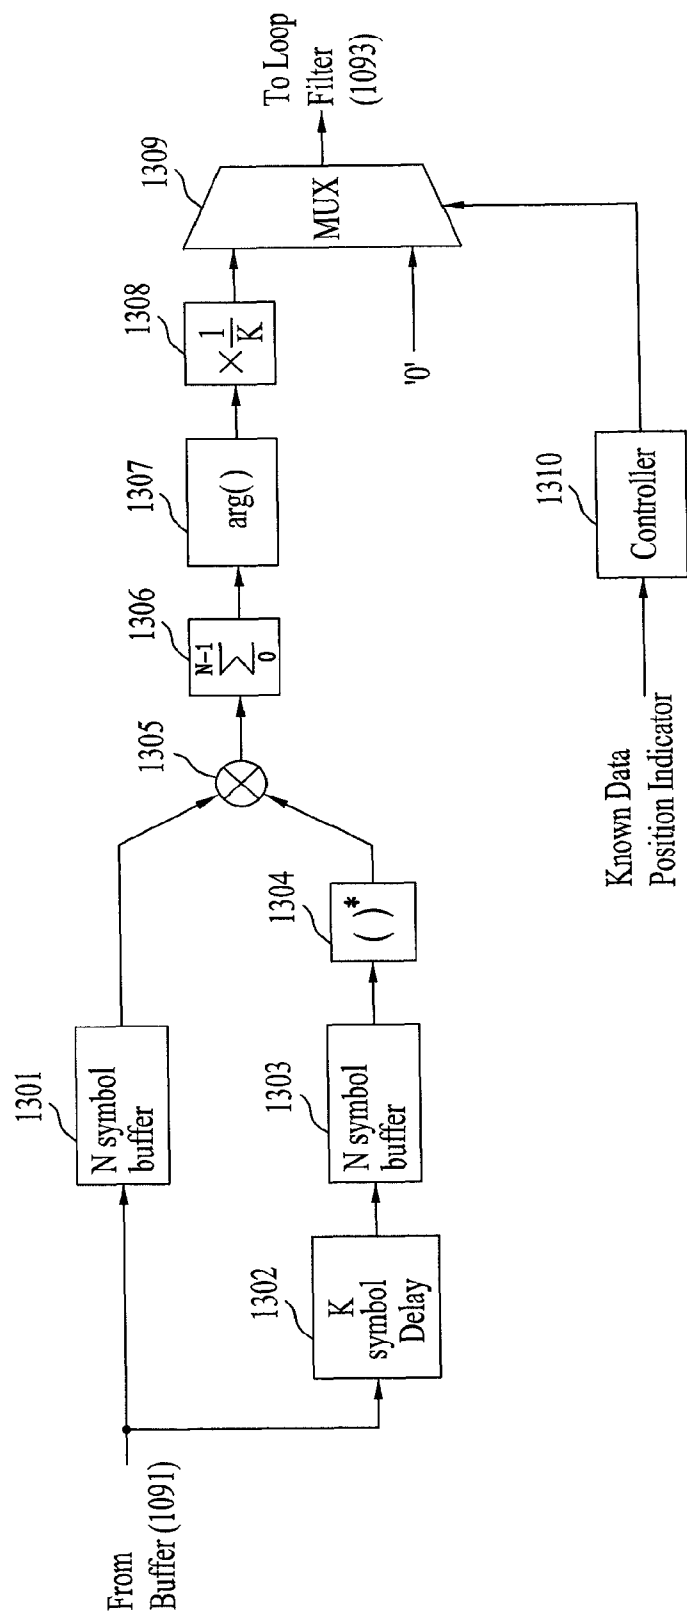 From
Buffer (1091)
1301
N symbol
buffer
1302
K
symbol
Delay
1303
N symbol
buffer
1304
( )*
1305
1306
N-1
∑
0
1307
arg()
1308
× 1/K
1309
MUX
'0'
To Loop
Filter
(1093)
Known Data
Position Indicator
1310
Controller